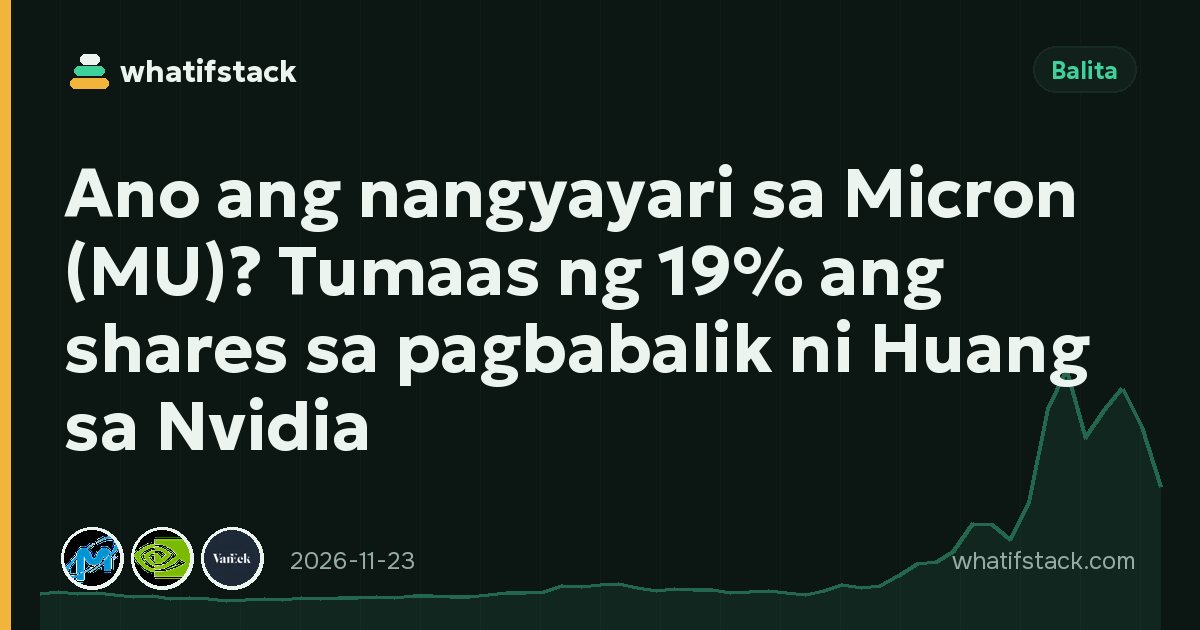 whatifstack
Balita
Ano ang nangyayari sa Micron
(MU)? Tumaas ng 19% ang
shares sa pagbabalik ni Huang
sa Nvidia
VanEck
2026-11-23
whatifstack.com